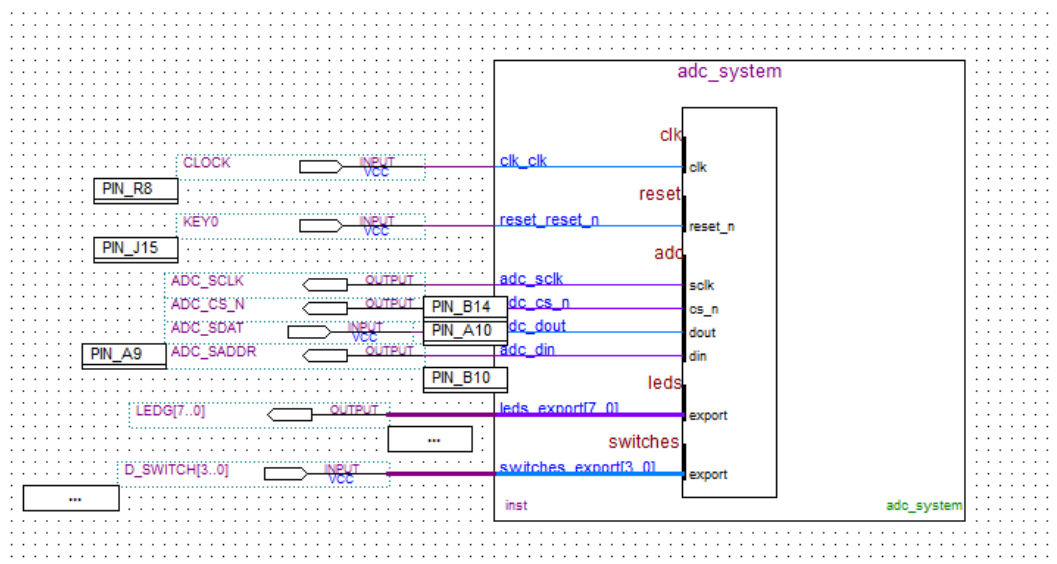 adc_system
clk
CLOCK
INPUT
VCC
clk_clk
clk
PIN_R8
reset
KEY0
INPUT
VCC
reset_reset_n
reset_n
PIN_J15
adc
ADC_SCLK
OUTPUT
adc_sclk
sclk
ADC_CS_N
OUTPUT
PIN_B14
dc_cs_n
cs_n
ADC_SDAT
INPUT
VCC
PIN_A10
dc_dout
dout
PIN_A9
ADC_SADDR
OUTPUT
adc_din
din
PIN_B10
leds
LEDG[7..0]
OUTPUT
leds_export[7..0]
export
...
switches
D_SWITCH[3..0]
INPUT
VCC
switches_export[3..0]
export
...
inst
adc_system